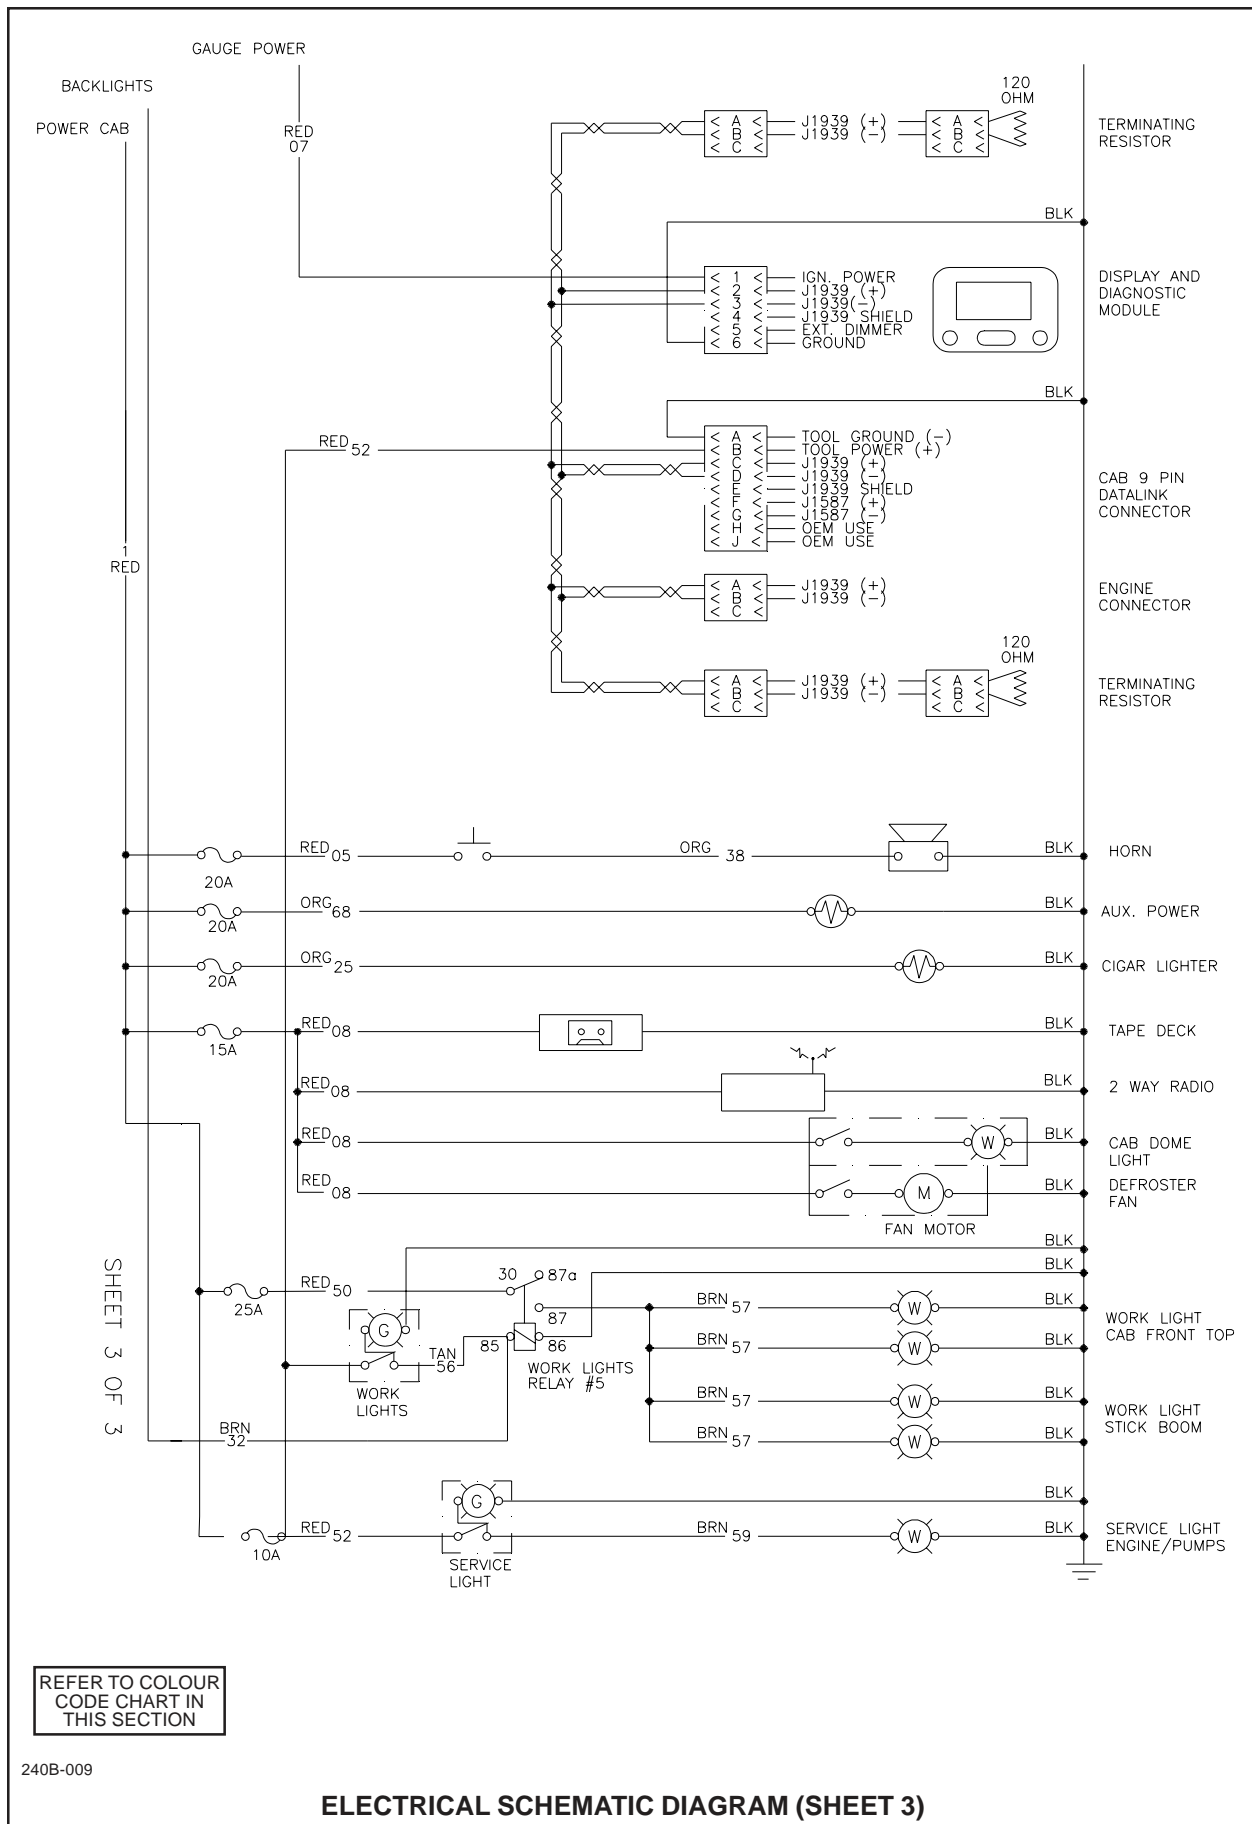 GAUGE POWER
BACKLIGHTS
POWER CAB
RED
07
120
OHM
< A <
< B <
< C <
J1939 (+)
J1939 (-)
< A <
< B <
< C <
TERMINATING
RESISTOR
BLK
< 1 < IGN. POWER
< 2 < J1939 (+)
< 3 < J1939(-)
< 4 < J1939 SHIELD
< 5 < EXT. DIMMER
< 6 < GROUND
DISPLAY AND
DIAGNOSTIC
MODULE
BLK
RED 52
< A < TOOL GROUND (-)
< B < TOOL POWER (+)
< C < J1939 (+)
< D < J1939 (-)
< E < J1939 SHIELD
< F < J1587 (+)
< G < J1587 (-)
< H < OEM USE
< J < OEM USE
CAB 9 PIN
DATALINK
CONNECTOR
1
RED
< A < J1939 (+)
< B < J1939 (-)
< C <
ENGINE
CONNECTOR
120
OHM
< A <
< B <
< C <
J1939 (+)
J1939 (-)
< A <
< B <
< C <
TERMINATING
RESISTOR
20A
RED 05
ORG 38
BLK
HORN
20A
ORG 68
BLK
AUX. POWER
20A
ORG 25
BLK
CIGAR LIGHTER
15A
RED 08
BLK
TAPE DECK
RED 08
BLK
2 WAY RADIO
RED 08
W
BLK
CAB DOME
LIGHT
RED 08
M
BLK
DEFROSTER
FAN
FAN MOTOR
BLK
BLK
SHEET 3 OF 3
25A
RED 50
30
87a
87
85
86
G
TAN
56
WORK
LIGHTS
WORK LIGHTS
RELAY #5
BRN 57
W
BLK
BRN 57
W
BLK
WORK LIGHT
CAB FRONT TOP
BRN 57
W
BLK
BRN 57
W
BLK
WORK LIGHT
STICK BOOM
BRN
32
G
BLK
10A
RED 52
SERVICE
LIGHT
BRN 59
W
BLK
SERVICE LIGHT
ENGINE/PUMPS
REFER TO COLOUR
CODE CHART IN
THIS SECTION
240B-009
ELECTRICAL SCHEMATIC DIAGRAM (SHEET 3)